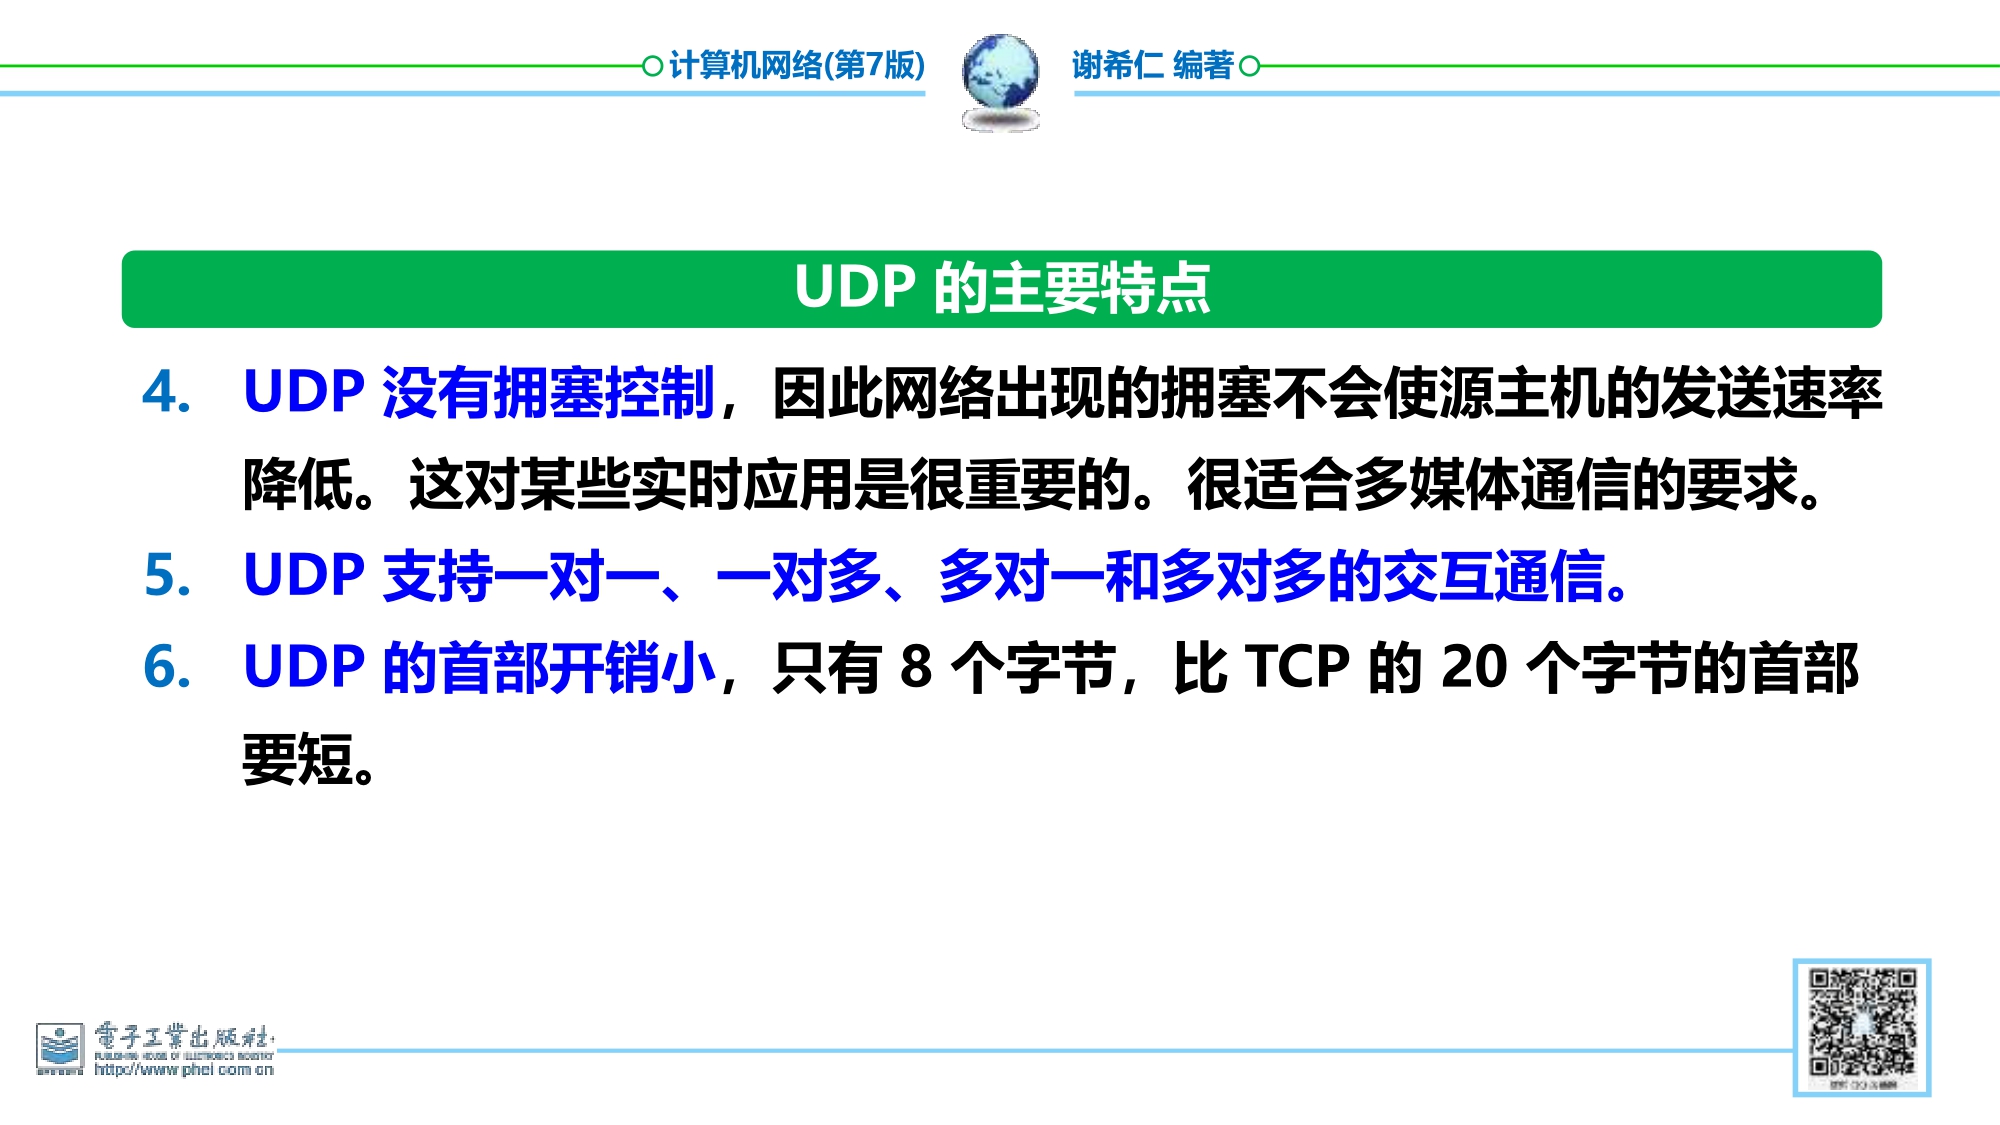 计算机网络(第7版)
谢希仁 编著
UDP 的主要特点
4. UDP 没有拥塞控制，因此网络出现的拥塞不会使源主机的发送速率
降低。这对某些实时应用是很重要的。很适合多媒体通信的要求。
5. UDP 支持一对一、一对多、多对一和多对多的交互通信。
6. UDP 的首部开销小，只有 8 个字节，比 TCP 的 20 个字节的首部
要短。
電子工業出版社
PUBLISHING HOUSE OF ELECTRONICS INDUSTRY
http://www.phei.com.cn